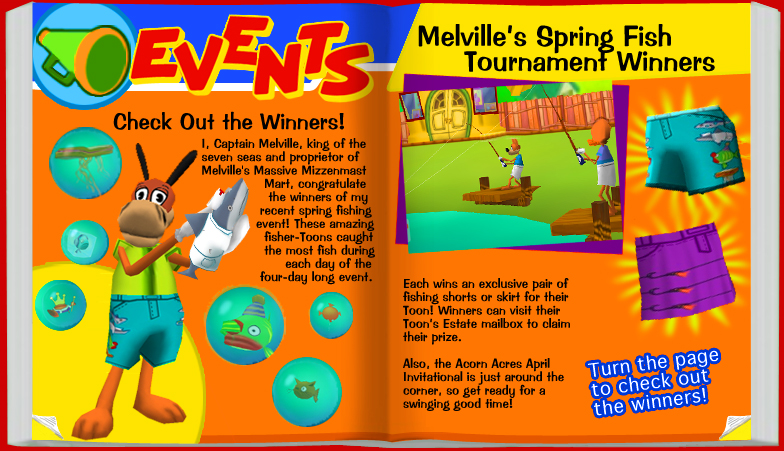 EVENTS
Check Out the Winners!
I, Captain Melville, king of the
seven seas and proprietor of
Melville's Massive Mizzenmast
Mart, congratulate
the winners of my
recent spring fishing
event! These amazing
fisher-Toons caught
the most fish during
each day of the
four-day long event.
Melville's Spring Fish
Tournament Winners
Each wins an exclusive pair of
fishing shorts or skirt for their
Toon! Winners can visit their
Toon's Estate mailbox to claim
their prize.
Also, the Acorn Acres April
Invitational is just around the
corner, so get ready for a
swinging good time!
Turn the page
to check out
the winners!